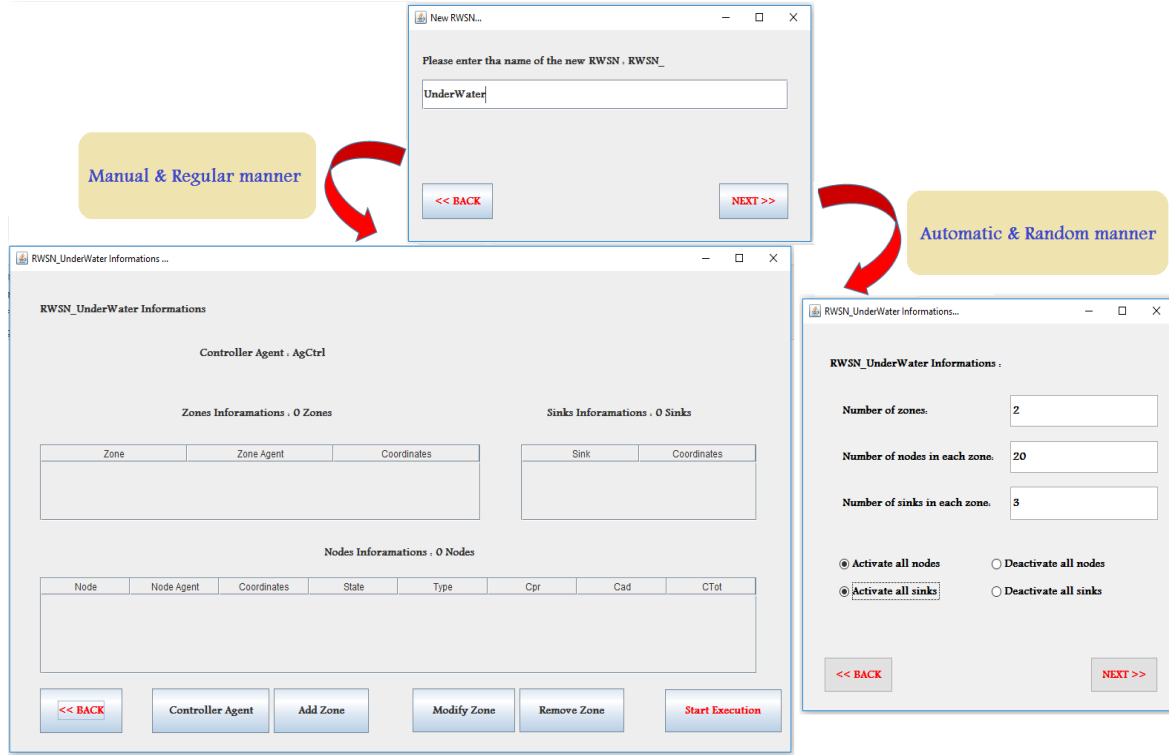 New RWSN...
Please enter tha name of the new RWSN : RWSN_
UnderWater
<< BACK
NEXT >>
Manual & Regular manner
Automatic & Random manner
RWSN_UnderWater Informations ...
RWSN_UnderWater Informations
Controller Agent : AgCtrl
Zones Inforamations : 0 Zones
Sinks Inforamations : 0 Sinks
Zone Zone Agent Coordinates
Sink Coordinates
Nodes Inforamations : 0 Nodes
Node Node Agent Coordinates State Type Cpr Cad CTot
<< BACK
Controller Agent
Add Zone
Modify Zone
Remove Zone
Start Execution
RWSN_UnderWater Informations...
RWSN_UnderWater Informations :
Number of zones: 2
Number of nodes in each zone: 20
Number of sinks in each zone: 3
Activate all nodes Deactivate all nodes
Activate all sinks Deactivate all sinks
<< BACK
NEXT >>